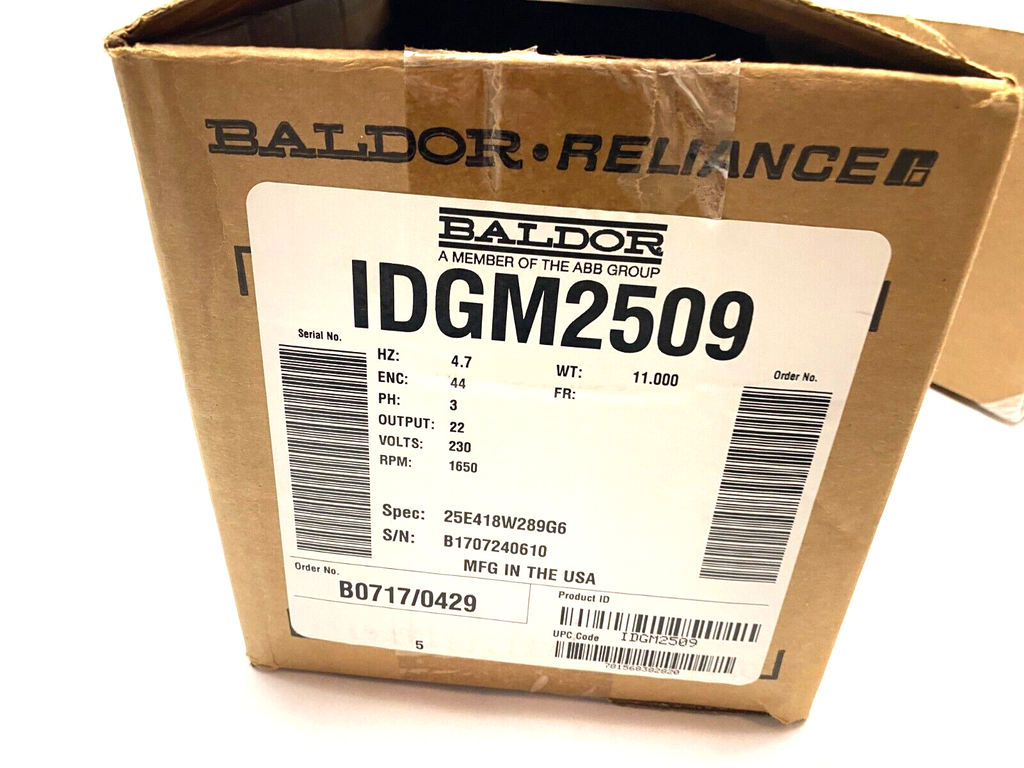 BALDOR • RELIANCE
BALDOR
A MEMBER OF THE ABB GROUP
IDGM2509
Serial No.
HZ: 4.7 WT: 11.000
Order No.
ENC: 44 FR:
PH: 3
OUTPUT: 22
VOLTS: 230
RPM: 1650
Spec: 25E418W289G6
S/N: B1707240610
MFG IN THE USA
Order No.
B0717/0429
Product ID
IDGM2509
UPC Code
781568382820
5